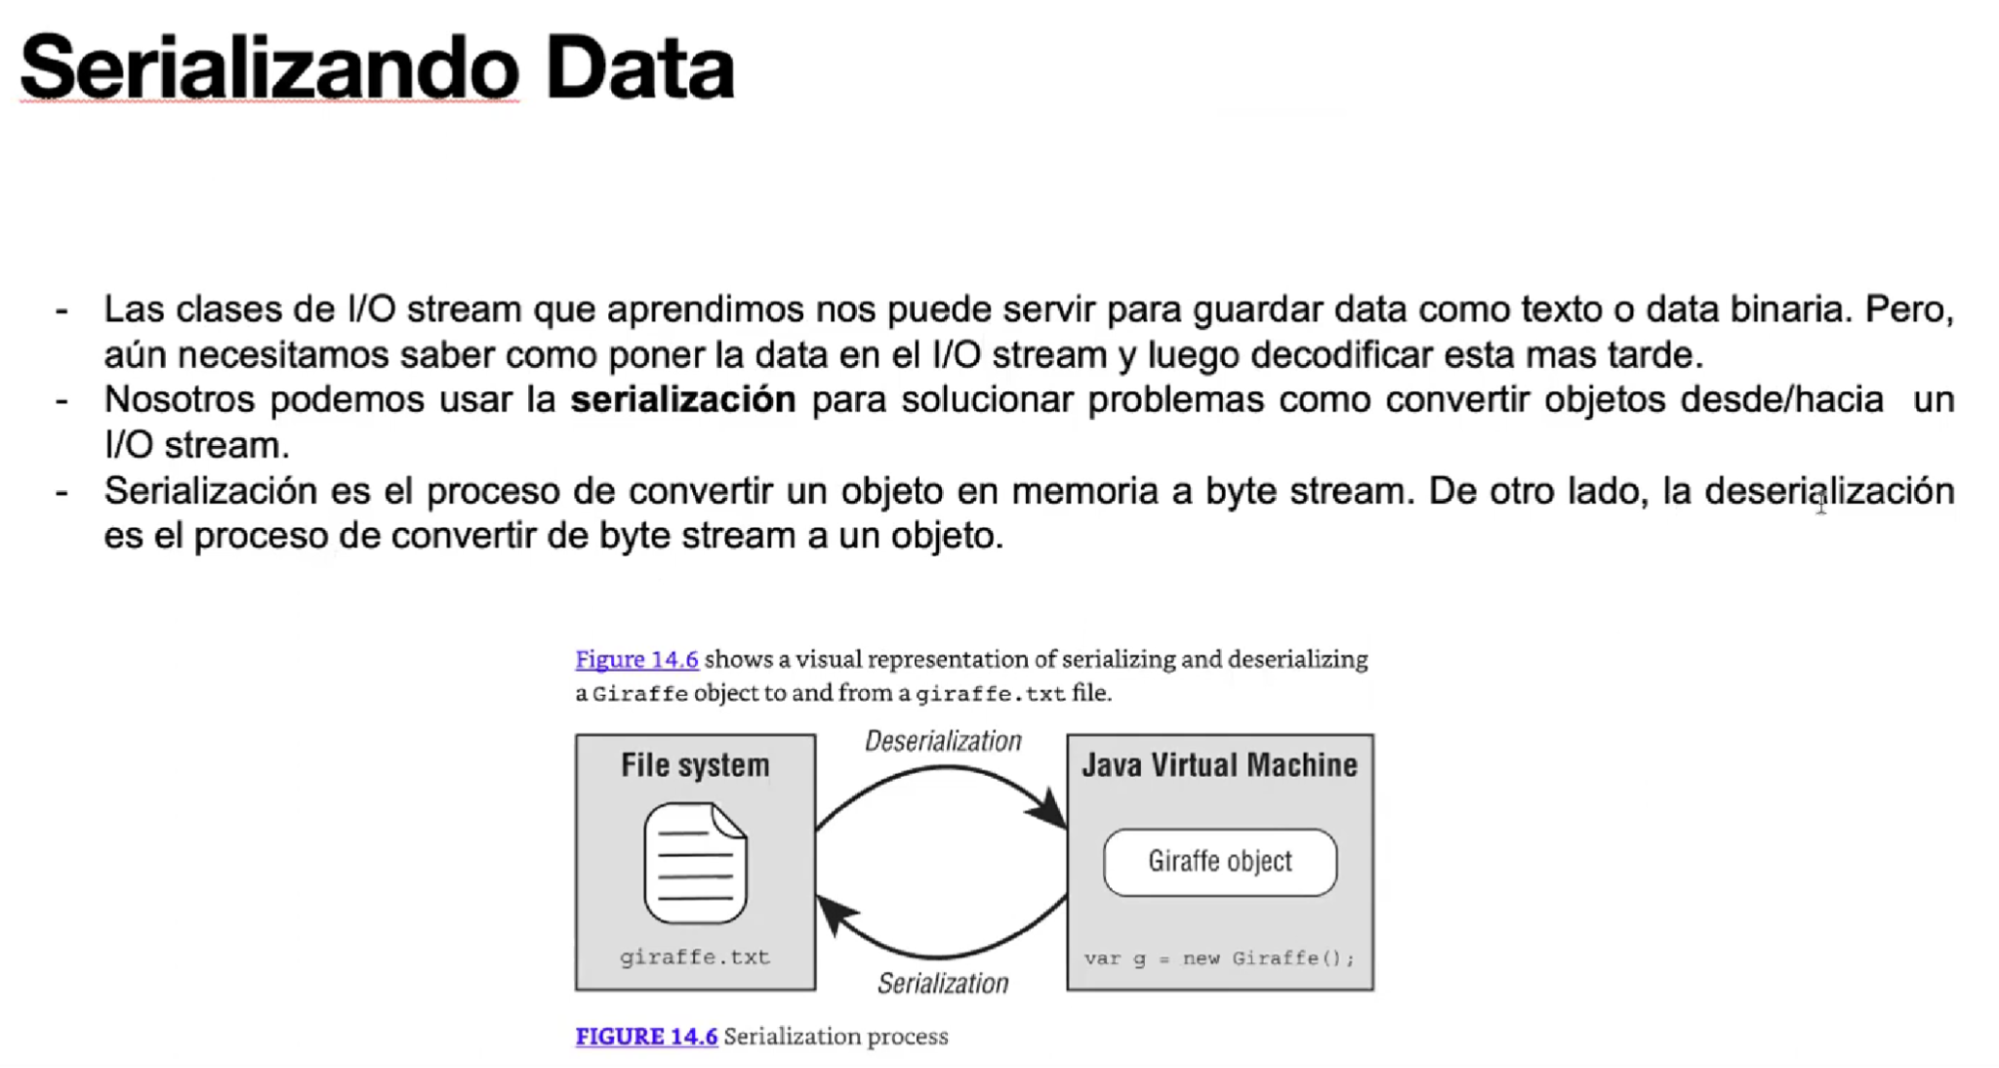 Serializando Data
- Las clases de I/O stream que aprendimos nos puede servir para guardar data como texto o data binaria. Pero,
aún necesitamos saber como poner la data en el I/O stream y luego decodificar esta mas tarde.
- Nosotros podemos usar la serialización para solucionar problemas como convertir objetos desde/hacia un
I/O stream.
- Serialización es el proceso de convertir un objeto en memoria a byte stream. De otro lado, la deserialización
es el proceso de convertir de byte stream a un objeto.
Figure 14.6 shows a visual representation of serializing and deserializing
a Giraffe object to and from a giraffe.txt file.
File system
giraffe.txt
Deserialization
Serialization
Java Virtual Machine
Giraffe object
var g = new Giraffe();
FIGURE 14.6 Serialization process